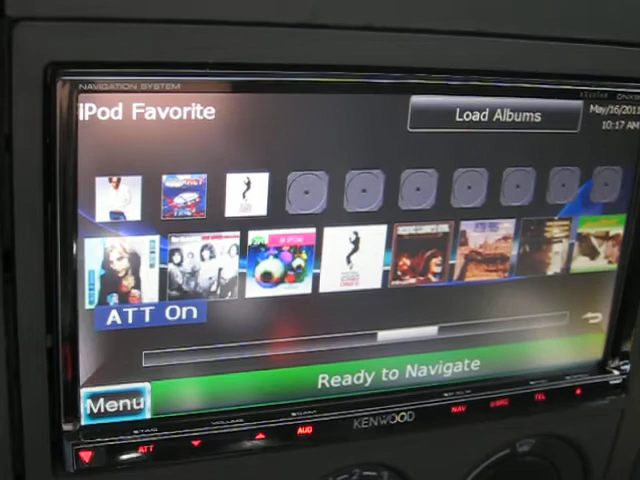 NAVIGATION SYSTEM
iPod Favorite
Load Albums
May/16/2011
10:17 AM
ATT On
Ready to Navigate
Menu
KENWOOD
ATT
VOLUME
AUD
NAV
TEL